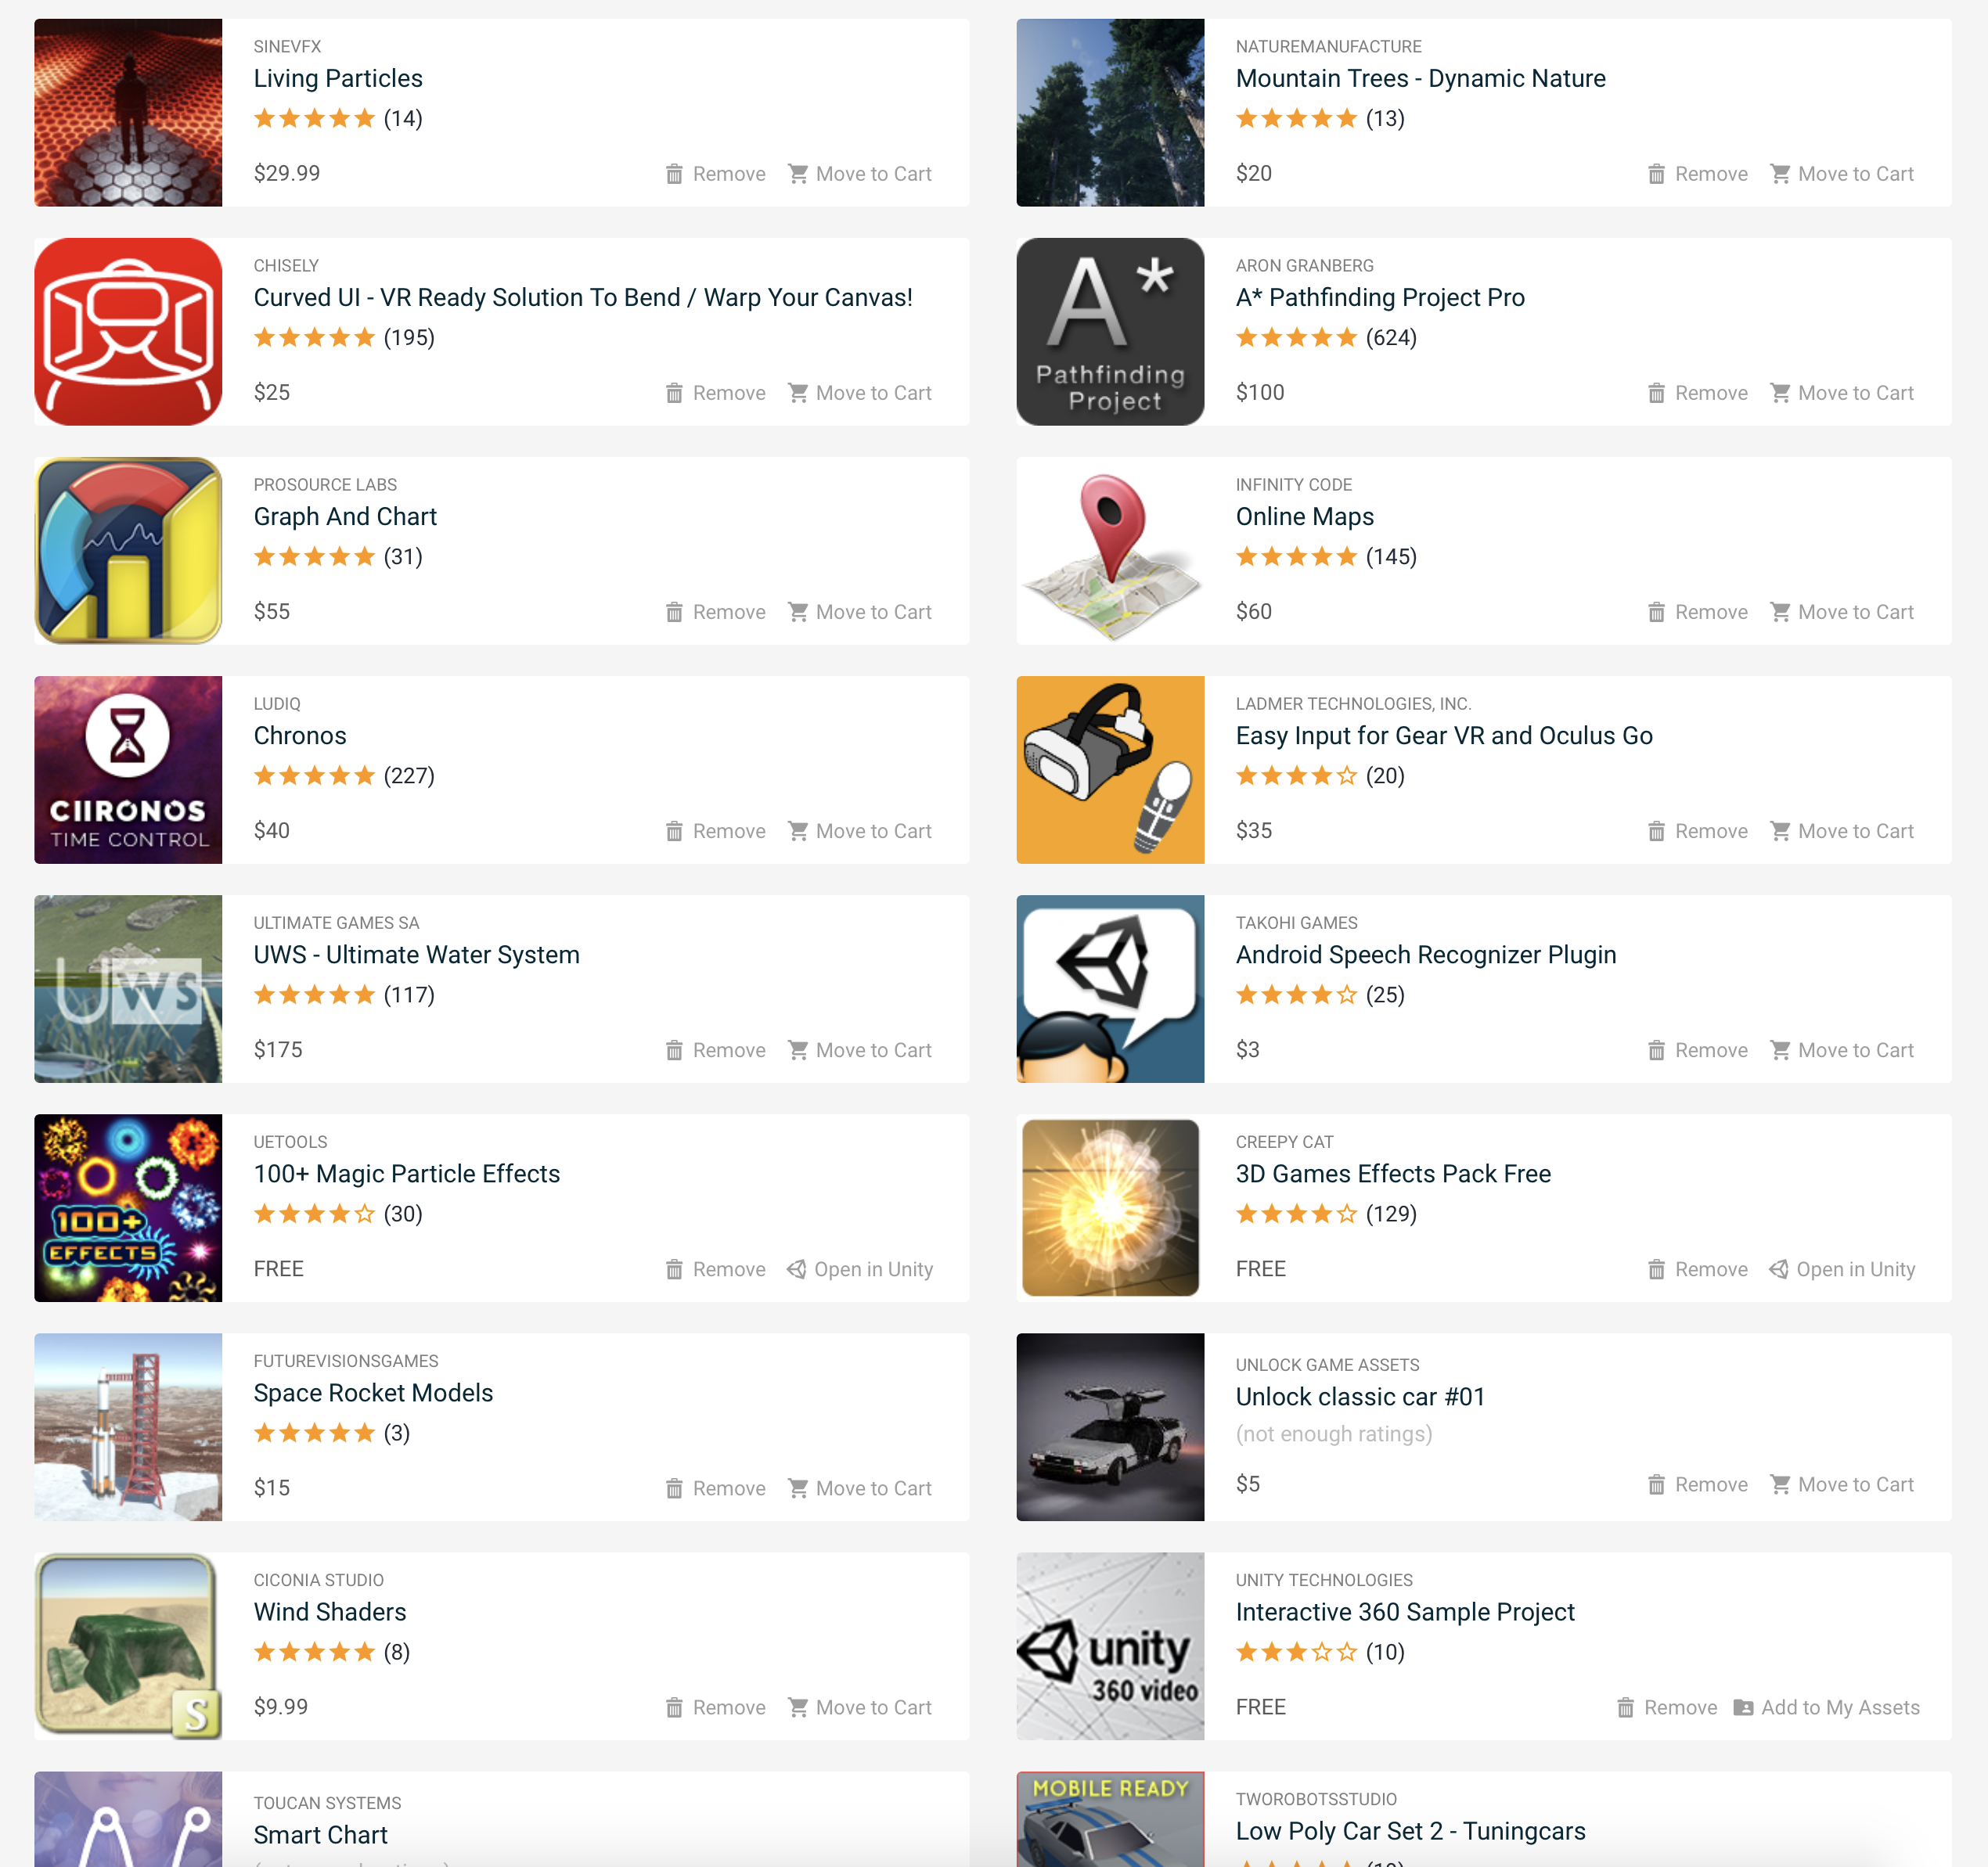 SINEVFX
Living Particles
(14)
$29.99
Remove
Move to Cart
NATUREMANUFACTURE
Mountain Trees - Dynamic Nature
(13)
$20
Remove
Move to Cart
CHISELY
Curved UI - VR Ready Solution To Bend / Warp Your Canvas!
(195)
$25
Remove
Move to Cart
A*
Pathfinding
Project
ARON GRANBERG
A* Pathfinding Project Pro
(624)
$100
Remove
Move to Cart
PROSOURCE LABS
Graph And Chart
(31)
$55
Remove
Move to Cart
INFINITY CODE
Online Maps
(145)
$60
Remove
Move to Cart
CHRONOS
TIME CONTROL
LUDIQ
Chronos
(227)
$40
Remove
Move to Cart
LADMER TECHNOLOGIES, INC.
Easy Input for Gear VR and Oculus Go
(20)
$35
Remove
Move to Cart
UWS
ULTIMATE GAMES SA
UWS - Ultimate Water System
(117)
$175
Remove
Move to Cart
TAKOHI GAMES
Android Speech Recognizer Plugin
(25)
$3
Remove
Move to Cart
100+
EFFECTS
UETOOLS
100+ Magic Particle Effects
(30)
FREE
Remove
Open in Unity
CREEPY CAT
3D Games Effects Pack Free
(129)
FREE
Remove
Open in Unity
FUTUREVISIONSGAMES
Space Rocket Models
(3)
$15
Remove
Move to Cart
UNLOCK GAME ASSETS
Unlock classic car #01
(not enough ratings)
$5
Remove
Move to Cart
S
CICONIA STUDIO
Wind Shaders
(8)
$9.99
Remove
Move to Cart
unity
360 video
UNITY TECHNOLOGIES
Interactive 360 Sample Project
(10)
FREE
Remove
Add to My Assets
TOUCAN SYSTEMS
Smart Chart
MOBILE READY
TWOROBOTSSTUDIO
Low Poly Car Set 2 - Tuningcars